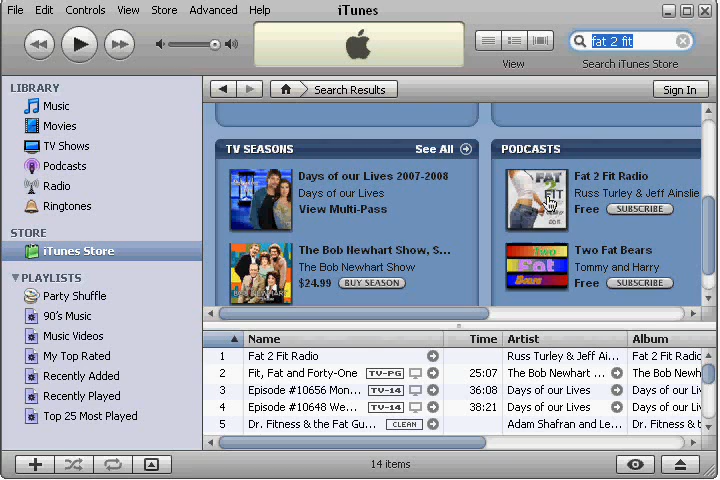 File Edit Controls View Store Advanced Help iTunes
fat 2 fit
View Search iTunes Store
LIBRARY
Music
Movies
TV Shows
Podcasts
Radio
Ringtones
STORE
iTunes Store
PLAYLISTS
Party Shuffle
90's Music
Music Videos
My Top Rated
Recently Added
Recently Played
Top 25 Most Played
Search Results Sign In
TV SEASONS See All
Days of our Lives 2007-2008
Days of our Lives
View Multi-Pass
The Bob Newhart Show, S...
The Bob Newhart Show
$24.99 BUY SEASON
PODCASTS
FAT
2
FIT
Fat 2 Fit Radio
Russ Turley & Jeff Ainslie
Free SUBSCRIBE
Two
Fat
Bears
Two Fat Bears
Tommy and Harry
Free SUBSCRIBE
Name Time Artist Album
1 Fat 2 Fit Radio Russ Turley & Jeff Ai... Fat 2 Fit Radio
2 Fit, Fat and Forty-One TV-PG 25:07 The Bob Newhart ... The Bob Newha
3 Episode #10656 Mon... TV-14 36:08 Days of our Lives Days of our Liv
4 Episode #10648 We... TV-14 38:21 Days of our Lives Days of our Liv
5 Dr. Fitness & the Fat Gu... CLEAN Adam Shafran and Le... Dr. Fitness & t
14 items